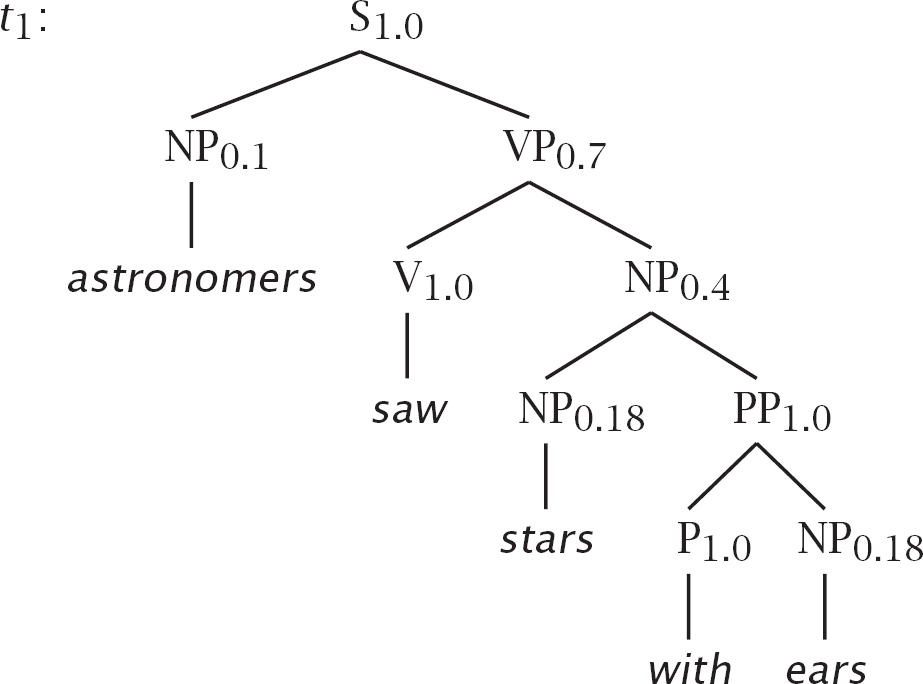 t1: S1.0
NP0.1 VP0.7
astronomers V1.0 NP0.4
saw NP0.18 PP1.0
stars P1.0 NP0.18
with ears